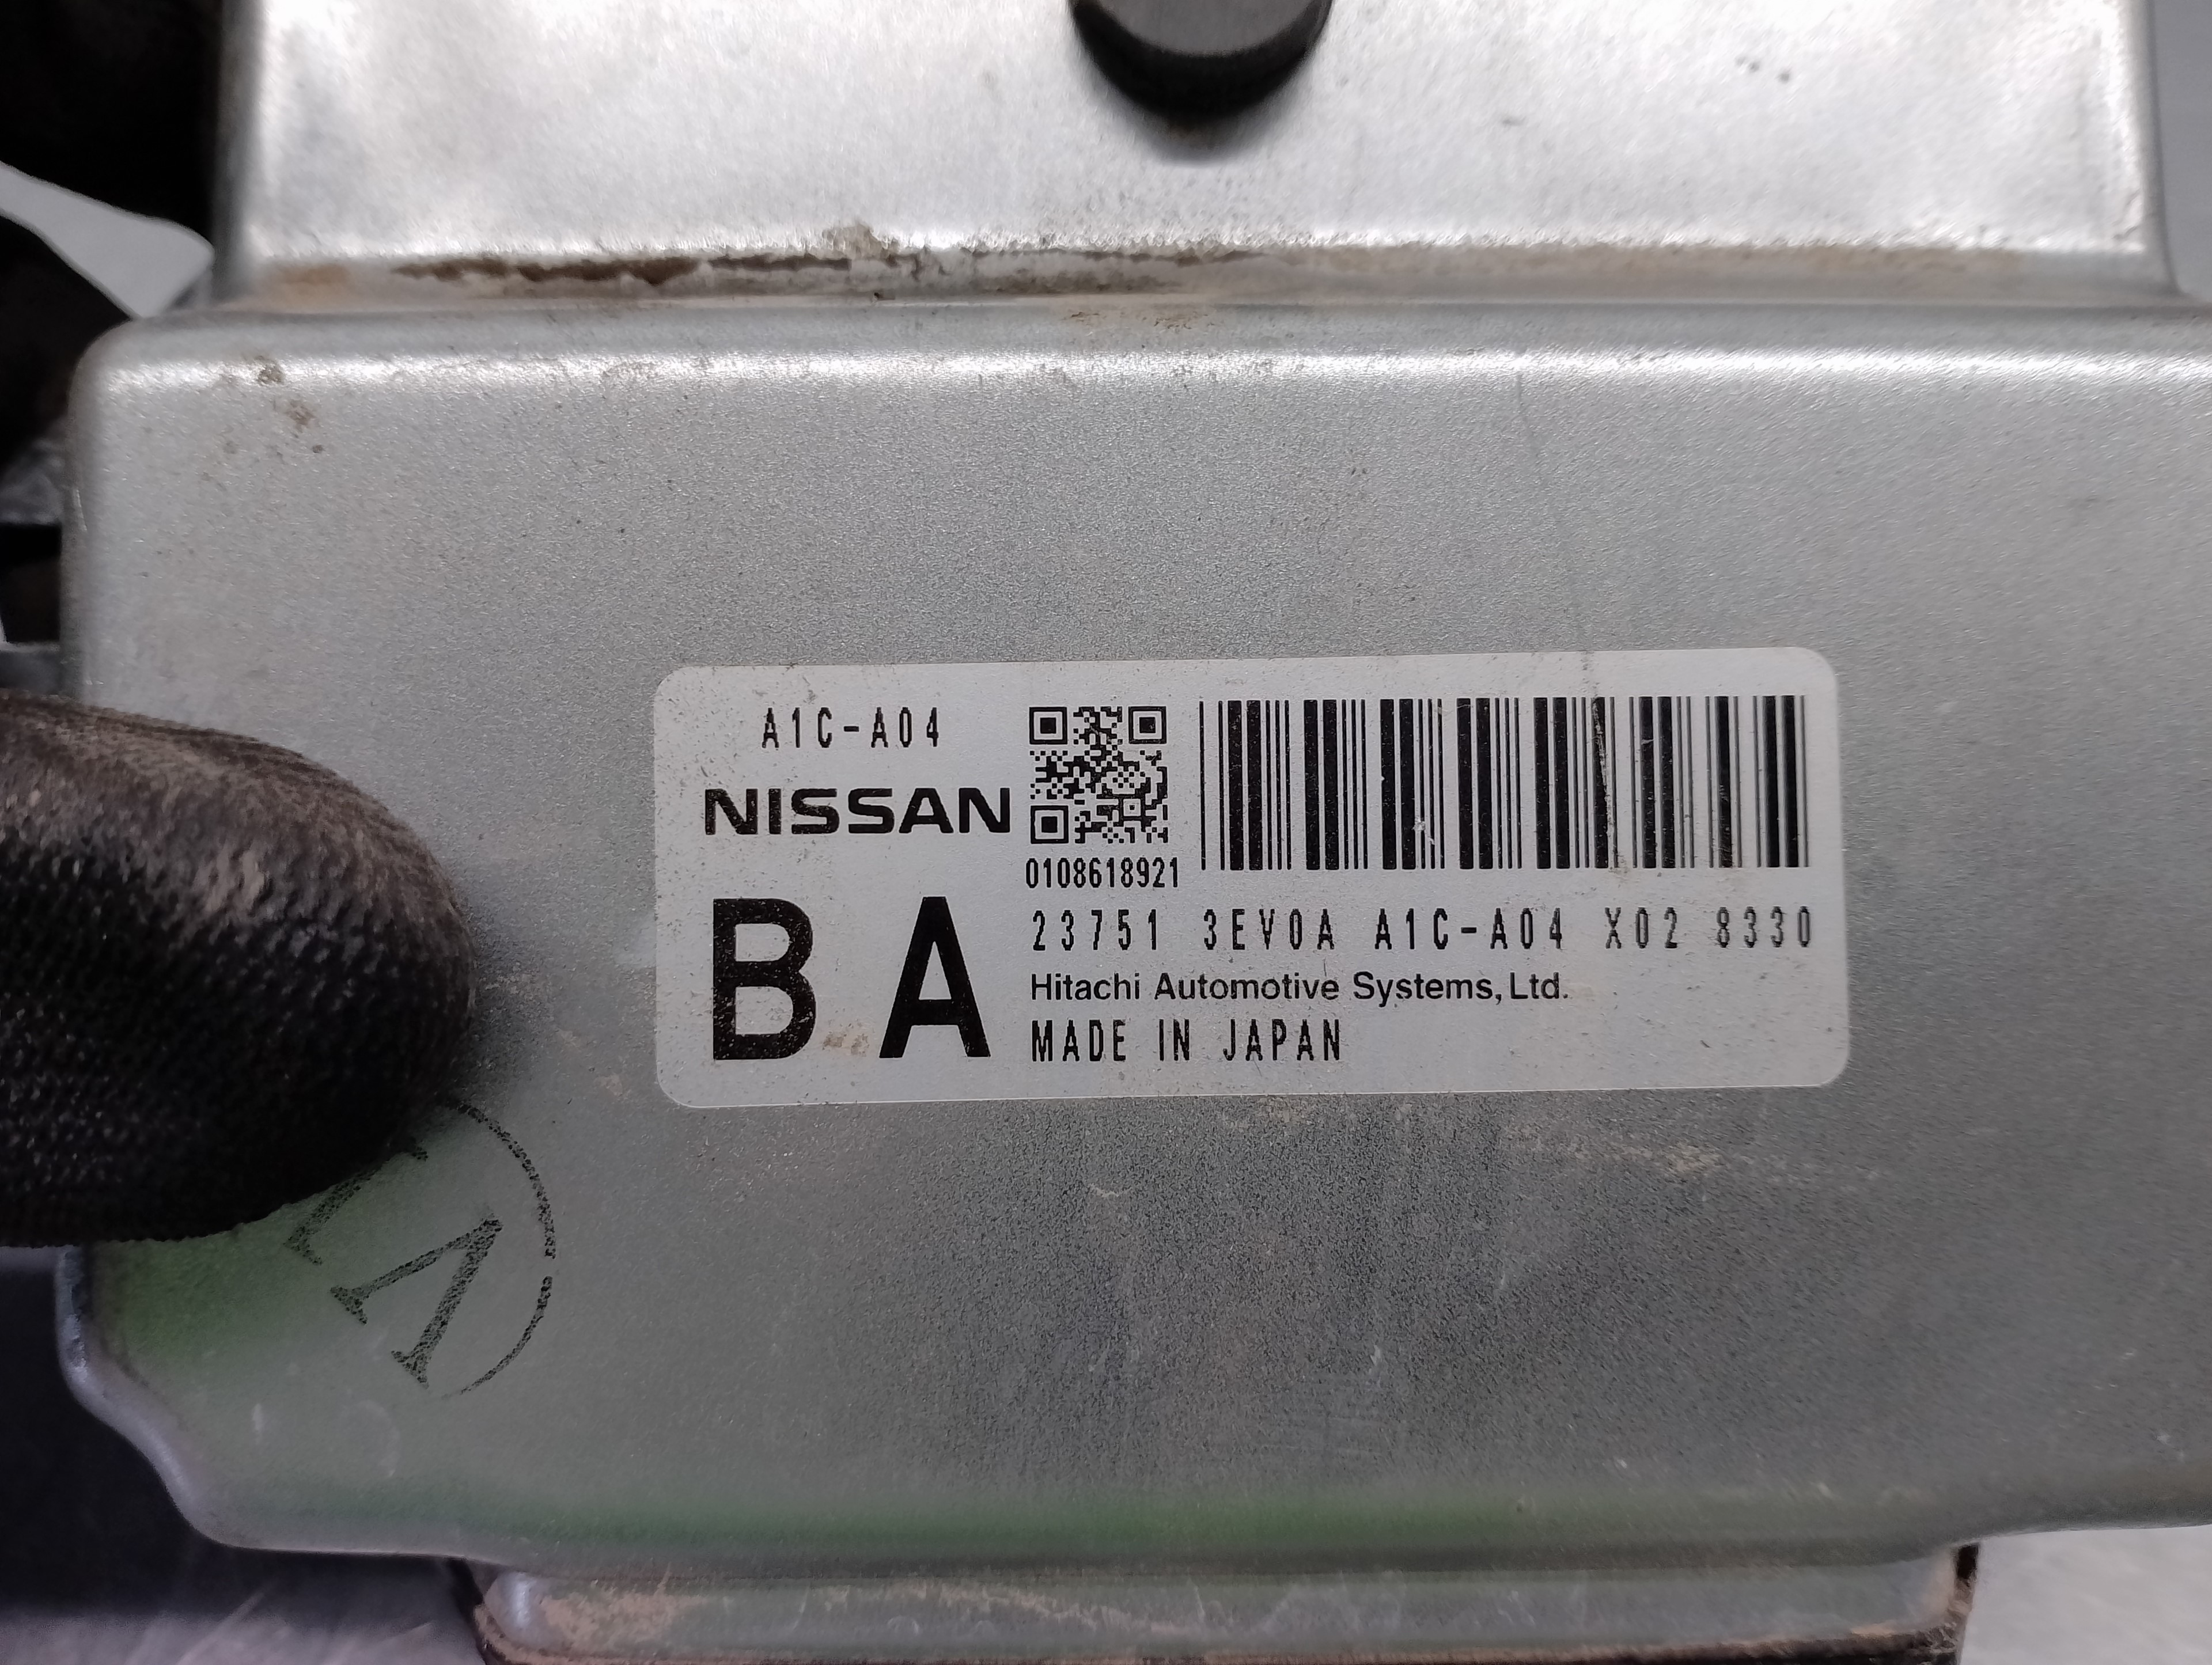 A1C-A04
NISSAN
0108618921
BA
23751 3EV0A A1C-A04 X02 8330
Hitachi Automotive Systems, Ltd.
MADE IN JAPAN